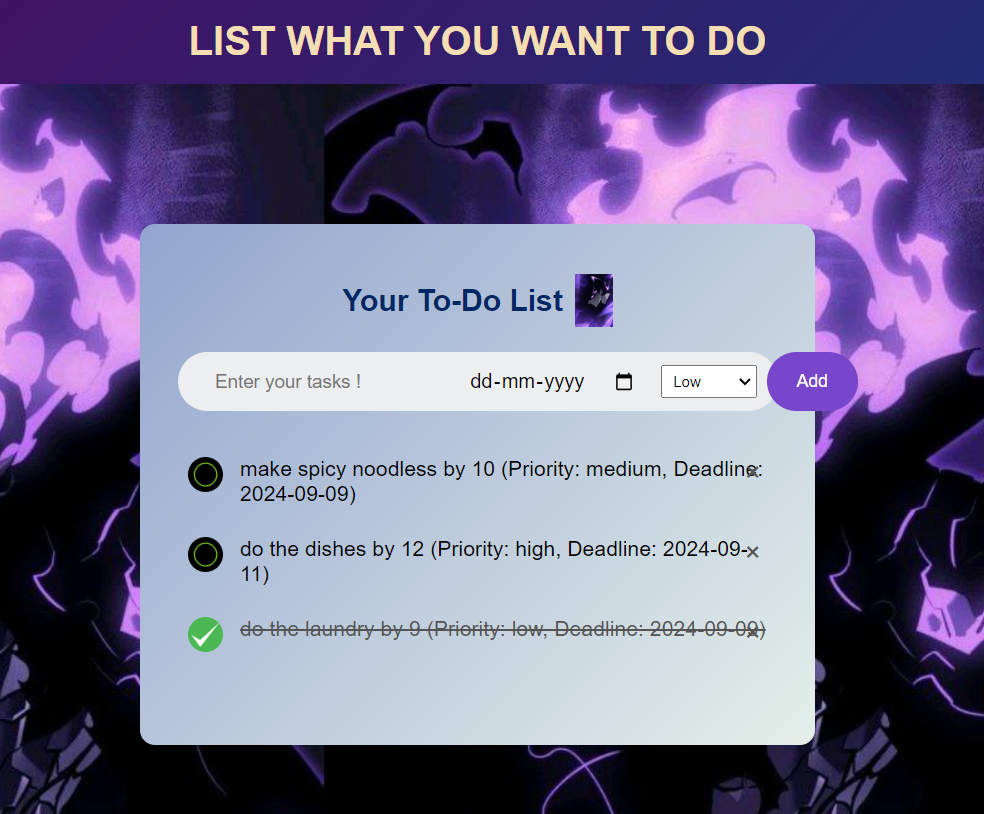 LIST WHAT YOU WANT TO DO
Your To-Do List
Enter your tasks ! dd-mm-yyyy Low Add
make spicy noodless by 10 (Priority: medium, Deadline: ×
2024-09-09)
do the dishes by 12 (Priority: high, Deadline: 2024-09- ×
11)
do the laundry by 9 (Priority: low, Deadline: 2024-09-09) ×